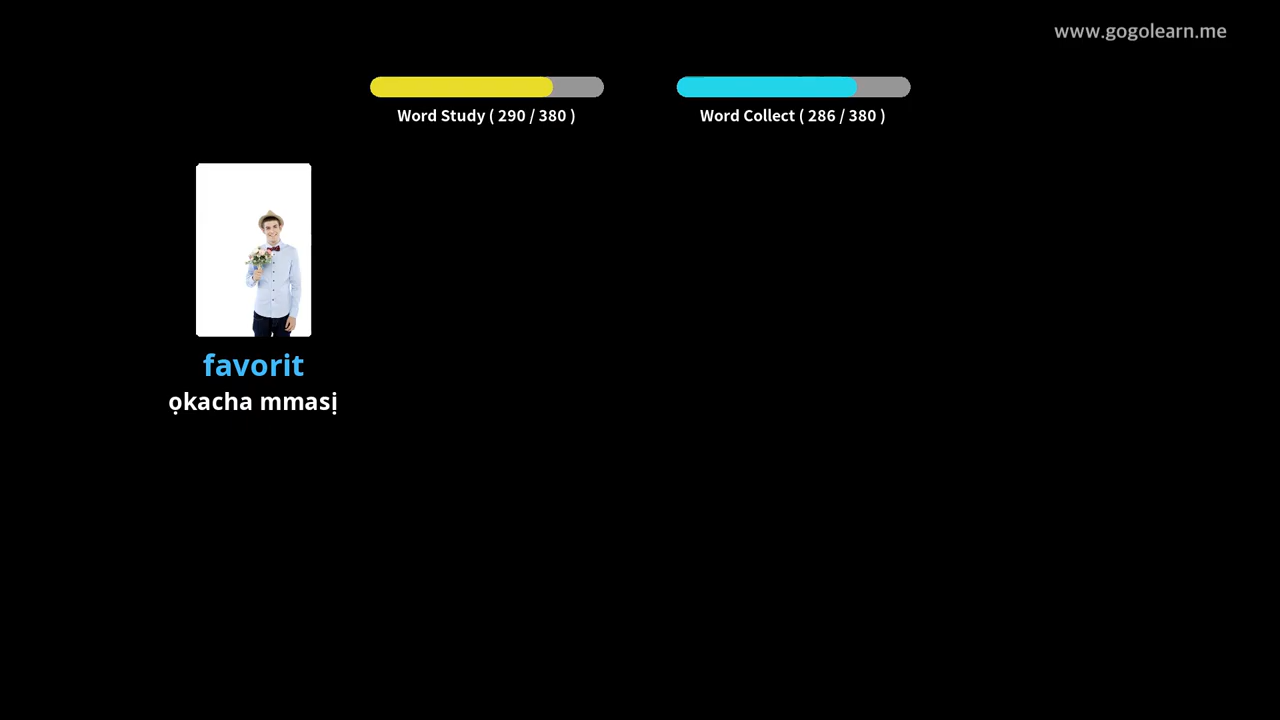 www.gogolearn.me
Word Study ( 290 / 380 )
Word Collect ( 286 / 380 )
favorit
ọkacha mmasị